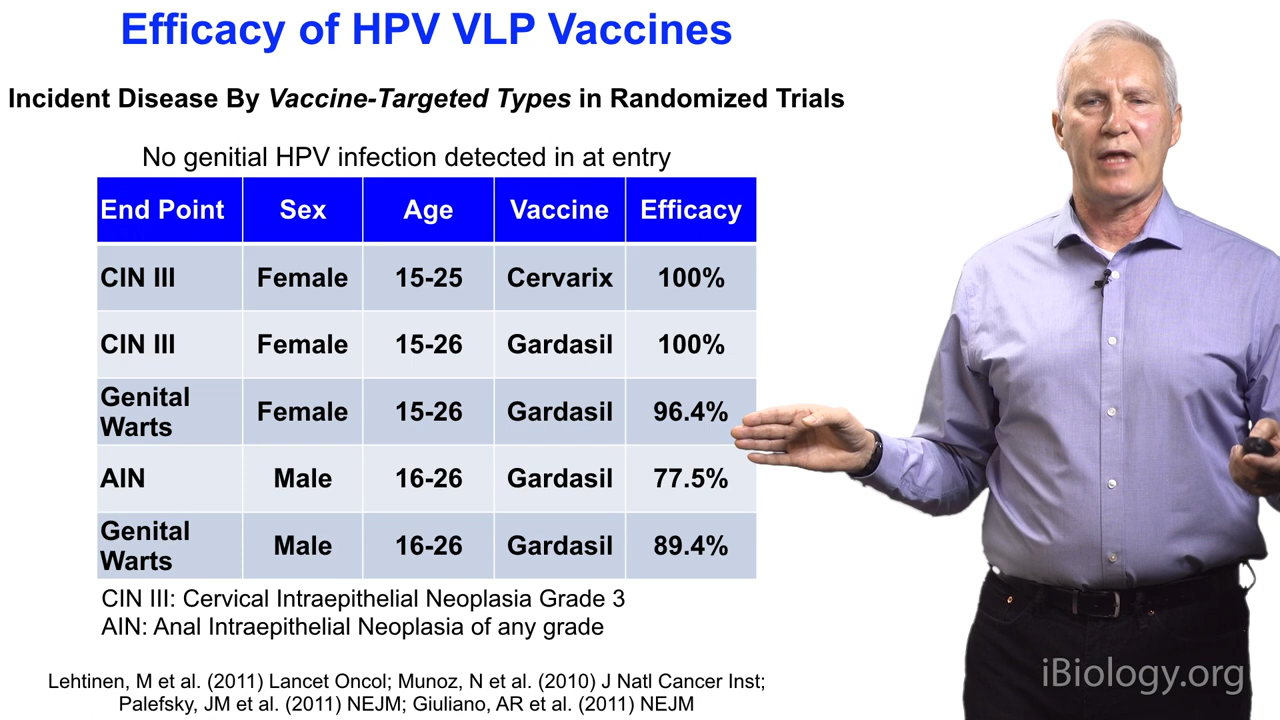 Efficacy of HPV VLP Vaccines
Incident Disease By Vaccine-Targeted Types in Randomized Trials
No genitial HPV infection detected in at entry
End Point Sex Age Vaccine Efficacy
CIN III Female 15-25 Cervarix 100%
CIN III Female 15-26 Gardasil 100%
Genital
Warts Female 15-26 Gardasil 96.4%
AIN Male 16-26 Gardasil 77.5%
Genital
Warts Male 16-26 Gardasil 89.4%
CIN III: Cervical Intraepithelial Neoplasia Grade 3
AIN: Anal Intraepithelial Neoplasia of any grade
Lehtinen, M et al. (2011) Lancet Oncol; Munoz, N et al. (2010) J Natl Cancer Inst;
Palefsky, JM et al. (2011) NEJM; Giuliano, AR et al. (2011) NEJM
iBiology.org